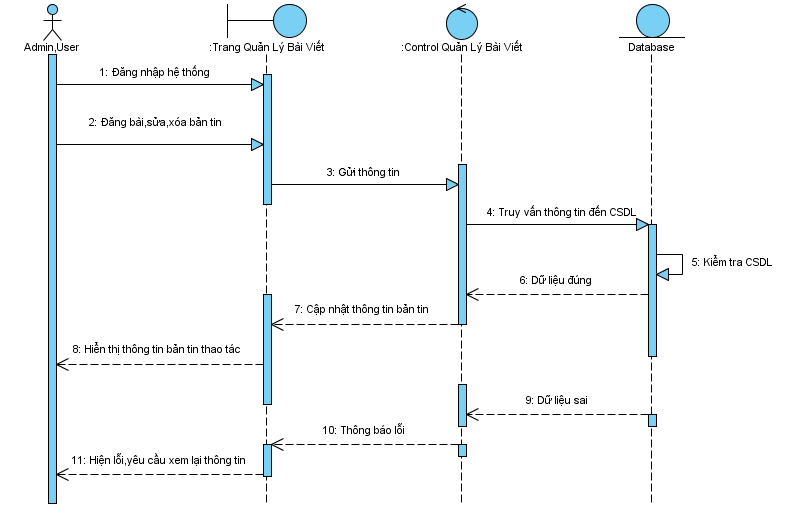 Admin,User
:Trang Quản Lý Bài Viết
:Control Quản Lý Bài Viết
Database
1: Đăng nhập hệ thống
2: Đăng bài,sửa,xóa bản tin
3: Gửi thông tin
4: Truy vấn thông tin đến CSDL
5: Kiểm tra CSDL
6: Dữ liệu đúng
7: Cập nhật thông tin bản tin
8: Hiển thị thông tin bản tin thao tác
9: Dữ liệu sai
10: Thông báo lỗi
11: Hiện lỗi,yêu cầu xem lại thông tin